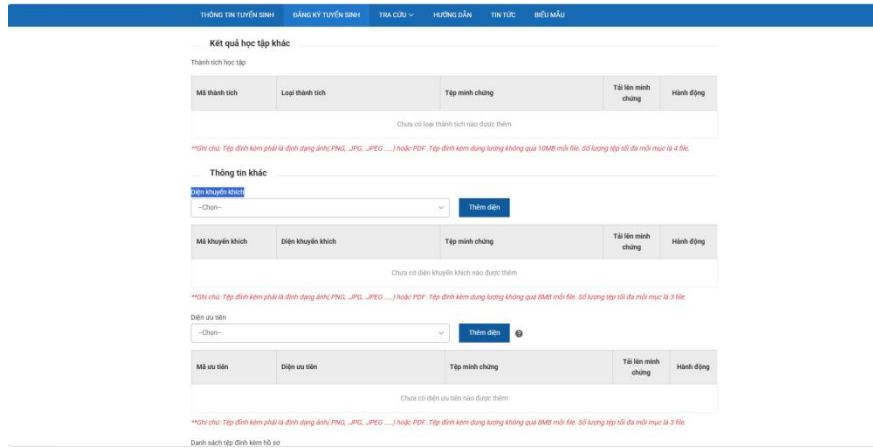 THÔNG TIN TUYỂN SINH ĐĂNG KÝ TUYỂN SINH TRA CỨU HƯỚNG DẪN TIN TỨC BIỂU MẪU
Kết quả học tập khác
Thành tích học tập
Mã thành tích Loại thành tích Tệp minh chứng Tải lên minh chứng Hành động
Chưa có loại thành tích nào được thêm
**Ghi chú: Tệp đính kèm phải là định dạng ảnh(.PNG, .JPG, .JPEG .....) hoặc PDF .Tệp đính kèm dung lượng không quá 10MB mỗi file. Số lượng tệp tối đa mỗi mục là 4 file.
Thông tin khác
Diện khuyến khích
--Chọn-- Thêm diện
Mã khuyến khích Diện khuyến khích Tệp minh chứng Tải lên minh chứng Hành động
Chưa có diện khuyến khích nào được thêm
**Ghi chú: Tệp đính kèm phải là định dạng ảnh(.PNG, .JPG, .JPEG .....) hoặc PDF .Tệp đính kèm dung lượng không quá 8MB mỗi file. Số lượng tệp tối đa mỗi mục là 3 file.
Diện ưu tiên
--Chọn-- Thêm diện ?
Mã ưu tiên Diện ưu tiên Tệp minh chứng Tải lên minh chứng Hành động
Chưa có diện ưu tiên nào được thêm
**Ghi chú: Tệp đính kèm phải là định dạng ảnh(.PNG, .JPG, .JPEG .....) hoặc PDF .Tệp đính kèm dung lượng không quá 8MB mỗi file. Số lượng tệp tối đa mỗi mục là 3 file.
Danh sách tệp đính kèm hồ sơ